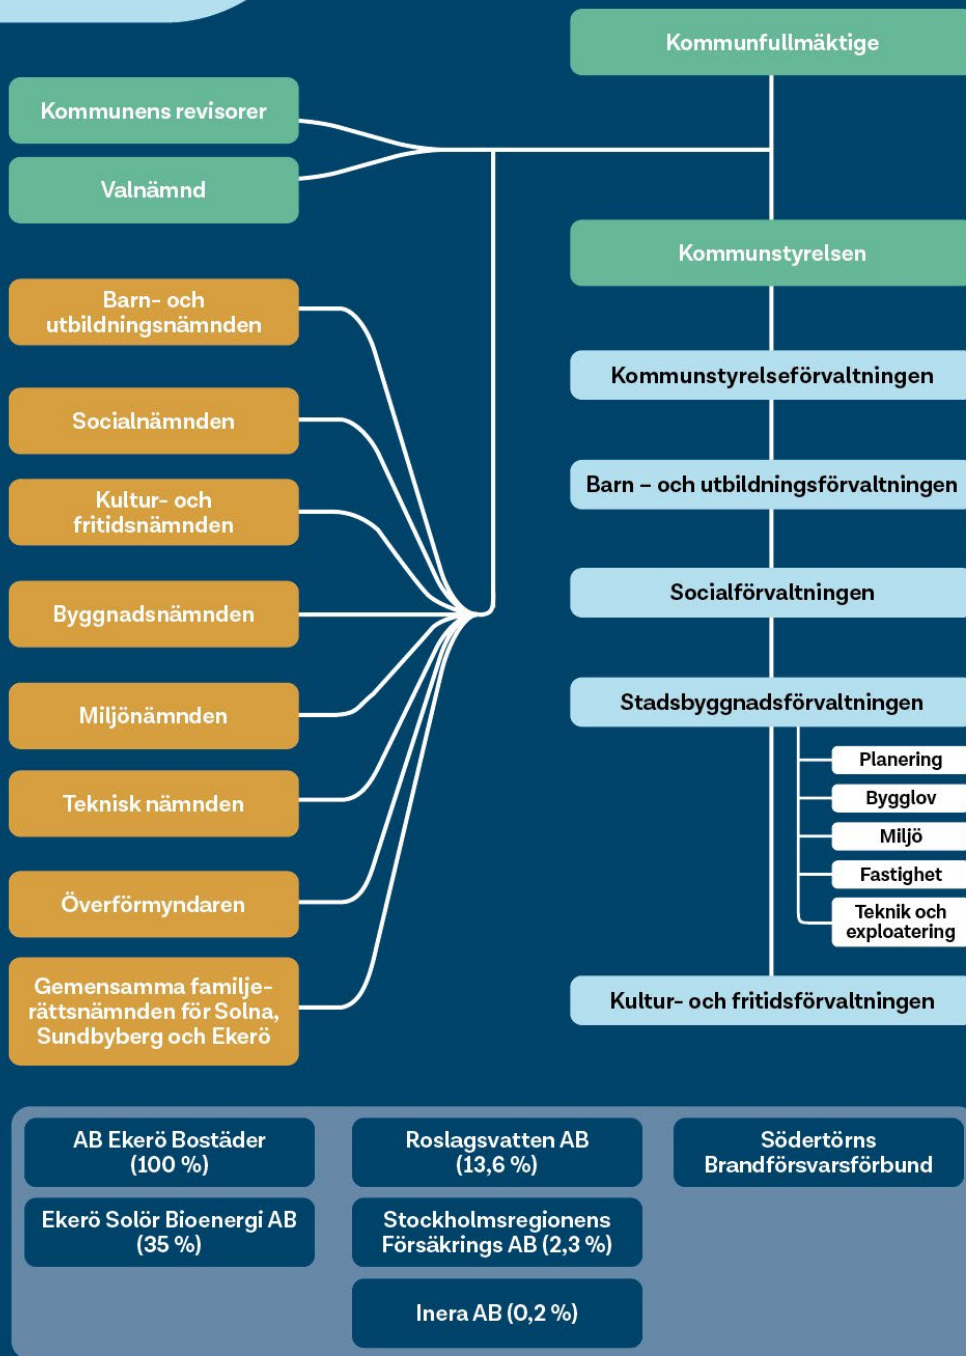 Kommunfullmäktige
Kommunens revisorer
Valnämnd
Kommunstyrelsen
Barn- och
utbildningsnämnden
Socialnämnden
Kultur- och
fritidsnämnden
Byggnadsnämnden
Miljönämnden
Teknisk nämnden
Överförmyndaren
Gemensamma familje-
rättsnämnden för Solna,
Sundbyberg och Ekerö
Kommunstyrelseförvaltningen
Barn – och utbildningsförvaltningen
Socialförvaltningen
Stadsbyggnadsförvaltningen
Planering
Bygglov
Miljö
Fastighet
Teknik och
exploatering
Kultur- och fritidsförvaltningen
AB Ekerö Bostäder
(100 %)
Ekerö Solör Bioenergi AB
(35 %)
Roslagsvatten AB
(13,6 %)
Stockholmsregionens
Försäkrings AB (2,3 %)
Inera AB (0,2 %)
Södertörns
Brandförsvarsförbund